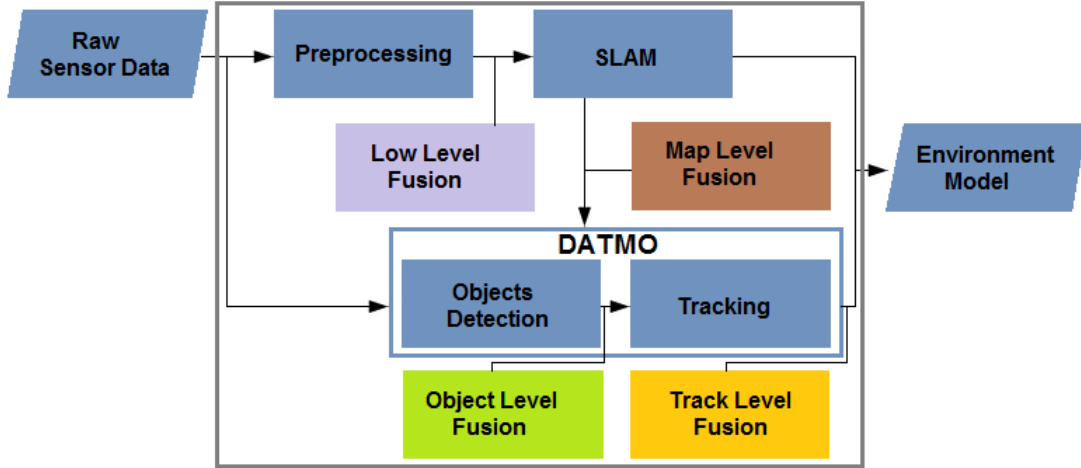 Raw
Sensor Data
Preprocessing
SLAM
Low Level
Fusion
Map Level
Fusion
Environment
Model
DATMO
Objects
Detection
Tracking
Object Level
Fusion
Track Level
Fusion